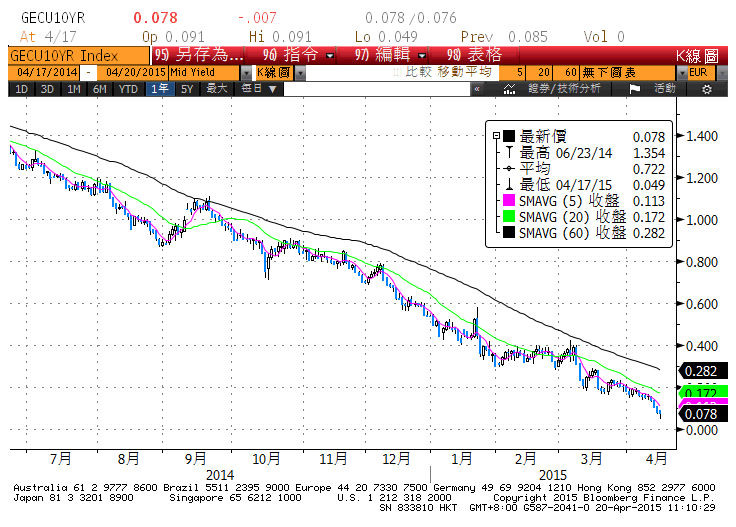 GECU10YR 0.078 -.007 0.078/0.076
At 4/17 Op 0.091 Hi 0.091 Lo 0.049 Prev 0.085 Vol 0
GECU10YR Index 95) 另存為... 96) 指令 97) 編輯 98) 表格 K線圖
04/17/2014 - 04/20/2015 Mid Yield K線圖 比較 移動平均 5 20 60 無下圖表 EUR
1D 3D 1M 6M YTD 1年 5Y 最大 每日 ▼ « 證券/技術分析 活動
最新價 0.078
最高 06/23/14 1.354
平均 0.722
最低 04/17/15 0.049
SMAVG (5) 收盤 0.113
SMAVG (20) 收盤 0.172
SMAVG (60) 收盤 0.282
1.400
1.200
1.000
0.800
0.600
0.400
0.282
0.172
0.078
0.000
7月 8月 9月 10月 11月 12月 1月 2月 3月 4月
2014 2015
Australia 61 2 9777 8600 Brazil 5511 2395 9000 Europe 44 20 7330 7500 Germany 49 69 9204 1210 Hong Kong 852 2977 6000
Japan 81 3 3201 8900 Singapore 65 6212 1000 U.S. 1 212 318 2000 Copyright 2015 Bloomberg Finance L.P.
SN 833810 HKT GMT+8:00 G587-2041-0 20-Apr-2015 11:10:29